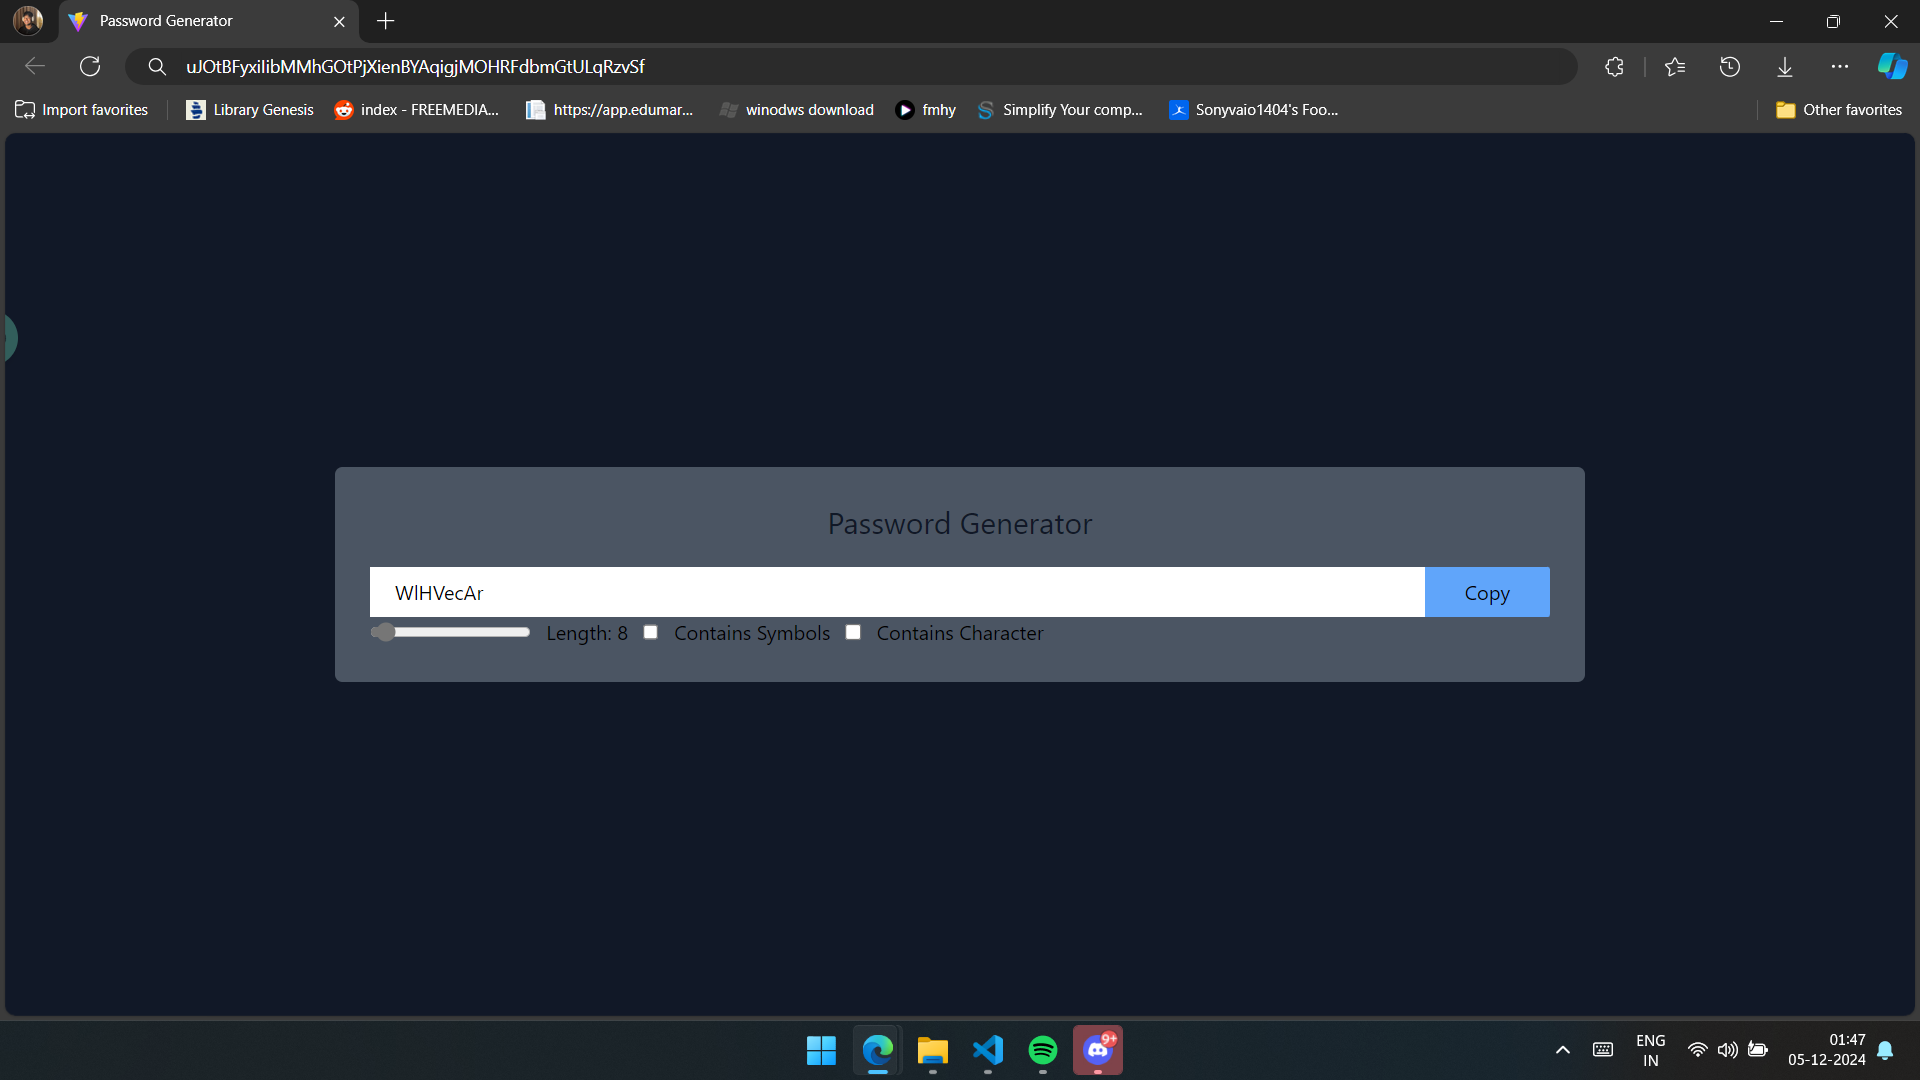 Password Generator
uJOtBFyxiIibMMhGOtPjXienBYAqigjMOHRFdbmGtULqRzvSf
Import favorites
Library Genesis
index - FREEMEDIA...
https://app.edumar...
winodws download
fmhy
Simplify Your comp...
Sonyvaio1404's Foo...
Other favorites
Password Generator
WlHVecAr
Copy
Length: 8
Contains Symbols
Contains Character
9+
ENG
IN
01:47
05-12-2024